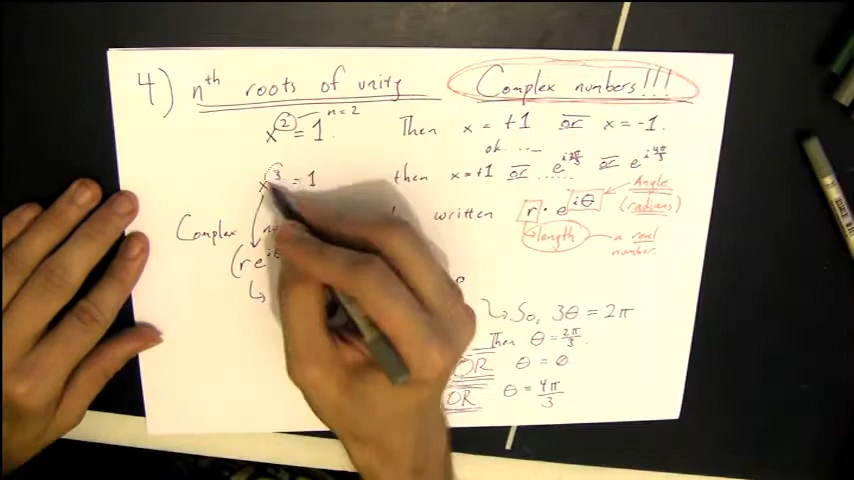 4) nth roots of unity Complex numbers!!!
x² = 1. n=2 Then x = +1 or x = -1.
ok. ....
x³ = 1 then x = +1 or ...... e^{i2π/3} or e^{i4π/3}
Complex written r · e^{iθ} Angle (radians)
length a real number.
(re^i
So, 3θ = 2π
Then θ = 2π/3.
OR θ = 0
OR θ = 4π/3